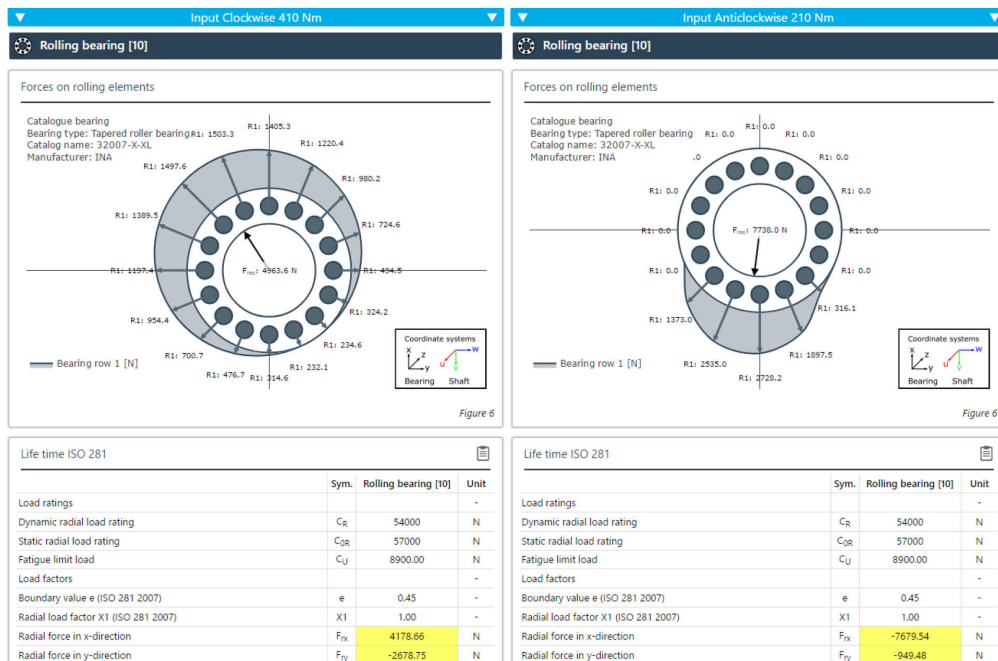 Input Clockwise 410 Nm
Rolling bearing [10]
Forces on rolling elements
Catalogue bearing
Bearing type: Tapered roller bearing
Catalog name: 32007-X-XL
Manufacturer: INA
R1: 1503.3
R1: 1405.3
R1: 1220.4
R1: 1497.6
R1: 980.2
R1: 1389.5
R1: 724.6
R1: 1197.4
Fres: 4963.6 N
R1: 494.5
R1: 954.4
R1: 324.2
R1: 700.7
R1: 234.6
R1: 476.7
R1: 314.6
R1: 232.1
Bearing row 1 [N]
Coordinate systems
x
z
y
u
w
v
Bearing Shaft
Figure 6
Life time ISO 281
Sym. Rolling bearing [10] Unit
Load ratings -
Dynamic radial load rating CR 54000 N
Static radial load rating C0R 57000 N
Fatigue limit load CU 8900.00 N
Load factors -
Boundary value e (ISO 281 2007) e 0.45 -
Radial load factor X1 (ISO 281 2007) X1 1.00 -
Radial force in x-direction Frx 4178.66 N
Radial force in y-direction Fry -2678.75 N
Input Anticlockwise 210 Nm
Rolling bearing [10]
Forces on rolling elements
Catalogue bearing
Bearing type: Tapered roller bearing
Catalog name: 32007-X-XL
Manufacturer: INA
R1: 0.0
R1: 0.0
R1: 0.0
.0
R1: 0.0
R1: 0.0
R1: 0.0
R1: 0.0
Fres: 7738.0 N
R1: 0.0
R1: 0.0
R1: 0.0
R1: 1373.0
R1: 316.1
R1: 2535.0
R1: 2728.2
R1: 1897.5
Bearing row 1 [N]
Coordinate systems
x
z
y
u
w
v
Bearing Shaft
Figure 6
Life time ISO 281
Sym. Rolling bearing [10] Unit
Load ratings -
Dynamic radial load rating CR 54000 N
Static radial load rating C0R 57000 N
Fatigue limit load CU 8900.00 N
Load factors -
Boundary value e (ISO 281 2007) e 0.45 -
Radial load factor X1 (ISO 281 2007) X1 1.00 -
Radial force in x-direction Frx -7679.54 N
Radial force in y-direction Fry -949.48 N